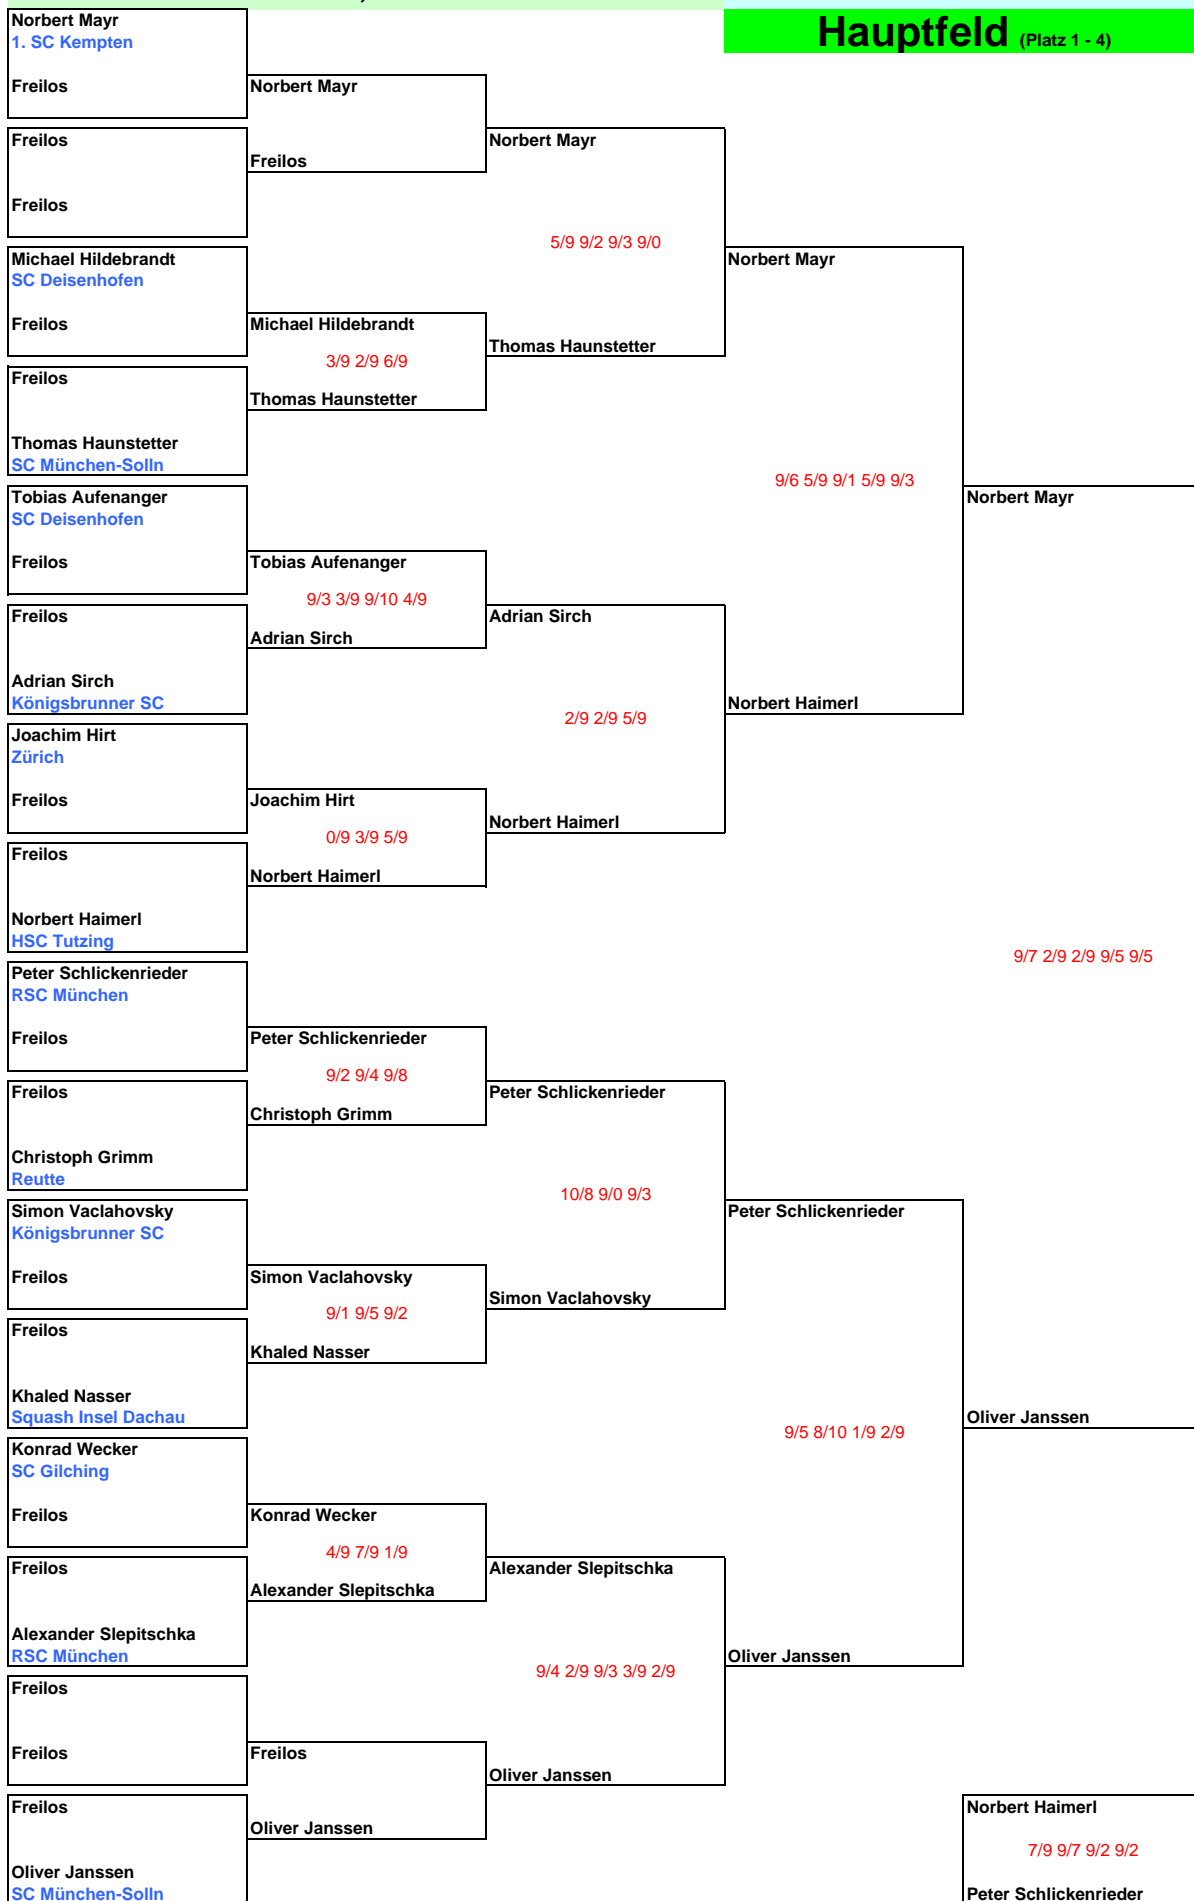 Hauptfeld (Platz 1 - 4)
Norbert Mayr
1. SC Kempten
Freilos
Freilos
Freilos
Michael Hildebrandt
SC Deisenhofen
Freilos
Freilos
Thomas Haunstetter
SC München-Solln
Tobias Aufenanger
SC Deisenhofen
Freilos
Freilos
Adrian Sirch
Königsbrunner SC
Joachim Hirt
Zürich
Freilos
Freilos
Norbert Haimerl
HSC Tutzing
Peter Schlickenrieder
RSC München
Freilos
Freilos
Christoph Grimm
Reutte
Simon Vaclahovsky
Königsbrunner SC
Freilos
Freilos
Khaled Nasser
Squash Insel Dachau
Konrad Wecker
SC Gilching
Freilos
Freilos
Alexander Slepitschka
RSC München
Freilos
Freilos
Freilos
Oliver Janssen
SC München-Solln
Norbert Mayr
Freilos
Michael Hildebrandt
3/9 2/9 6/9
Thomas Haunstetter
Tobias Aufenanger
9/3 3/9 9/10 4/9
Adrian Sirch
Joachim Hirt
0/9 3/9 5/9
Norbert Haimerl
Peter Schlickenrieder
9/2 9/4 9/8
Christoph Grimm
Simon Vaclahovsky
9/1 9/5 9/2
Khaled Nasser
Konrad Wecker
4/9 7/9 1/9
Alexander Slepitschka
Freilos
Oliver Janssen
Norbert Mayr
5/9 9/2 9/3 9/0
Thomas Haunstetter
Adrian Sirch
2/9 2/9 5/9
Norbert Haimerl
Peter Schlickenrieder
10/8 9/0 9/3
Simon Vaclahovsky
Alexander Slepitschka
9/4 2/9 9/3 3/9 2/9
Oliver Janssen
Norbert Mayr
9/6 5/9 9/1 5/9 9/3
Norbert Haimerl
Peter Schlickenrieder
9/5 8/10 1/9 2/9
Oliver Janssen
Norbert Mayr
9/7 2/9 2/9 9/5 9/5
Oliver Janssen
Norbert Haimerl
7/9 9/7 9/2 9/2
Peter Schlickenrieder